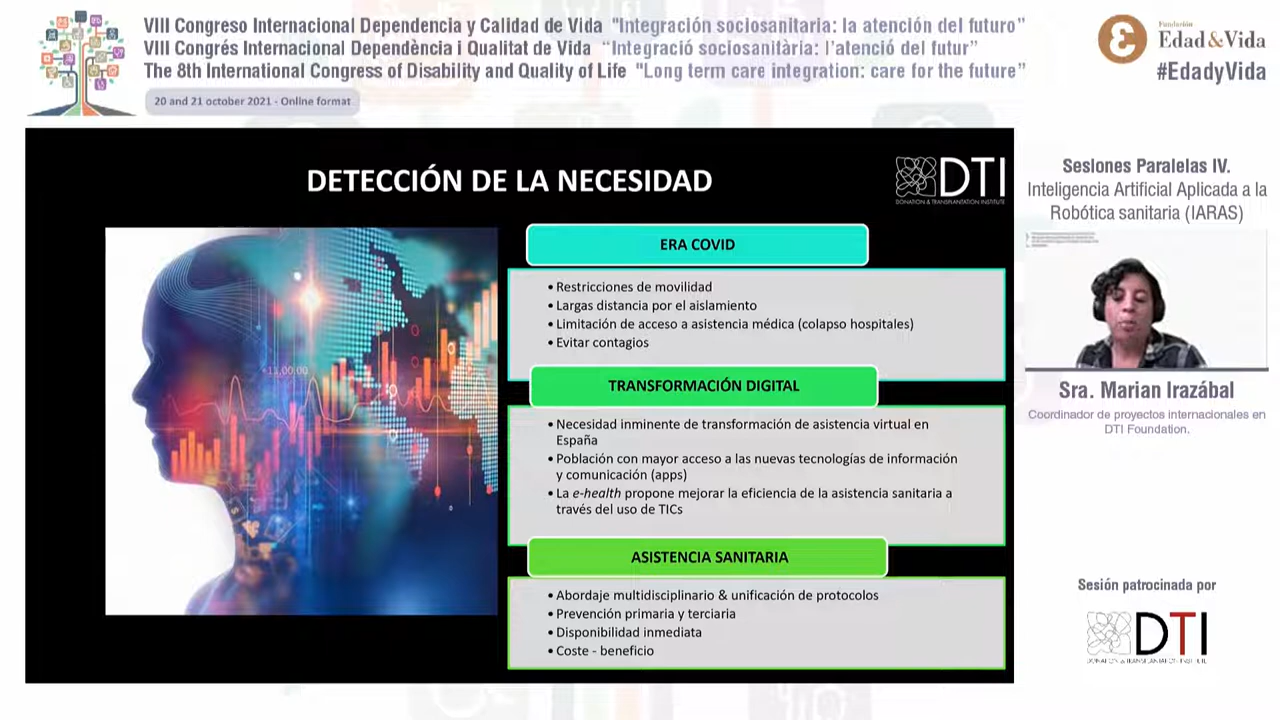 VIII Congreso Internacional Dependencia y Calidad de Vida "Integración sociosanitaria: la atención del futuro"
VIII Congrés Internacional Dependència i Qualitat de Vida "Integració sociosanitària: l'atenció del futur"
The 8th International Congress of Disability and Quality of Life "Long term care integration: care for the future"
20 and 21 october 2021 - Online format
Fundación
Edad&Vida
#EdadyVida
DETECCIÓN DE LA NECESIDAD
DTI
DONATION & TRANSPLANTATION INSTITUTE
ERA COVID
• Restricciones de movilidad
• Largas distancia por el aislamiento
• Limitación de acceso a asistencia médica (colapso hospitales)
• Evitar contagios
TRANSFORMACIÓN DIGITAL
• Necesidad inminente de transformación de asistencia virtual en
España
• Población con mayor acceso a las nuevas tecnologías de información
y comunicación (apps)
• La e-health propone mejorar la eficiencia de la asistencia sanitaria a
través del uso de TICs
ASISTENCIA SANITARIA
• Abordaje multidisciplinario & unificación de protocolos
• Prevención primaria y terciaria
• Disponibilidad inmediata
• Coste - beneficio
Sesiones Paralelas IV.
Inteligencia Artificial Aplicada a la
Robótica sanitaria (IARAS)
Sra. Marian Irazábal
Coordinador de proyectos internacionales en
DTI Foundation.
Sesión patrocinada por
DTI
DONATION & TRANSPLANTATION INSTITUTE